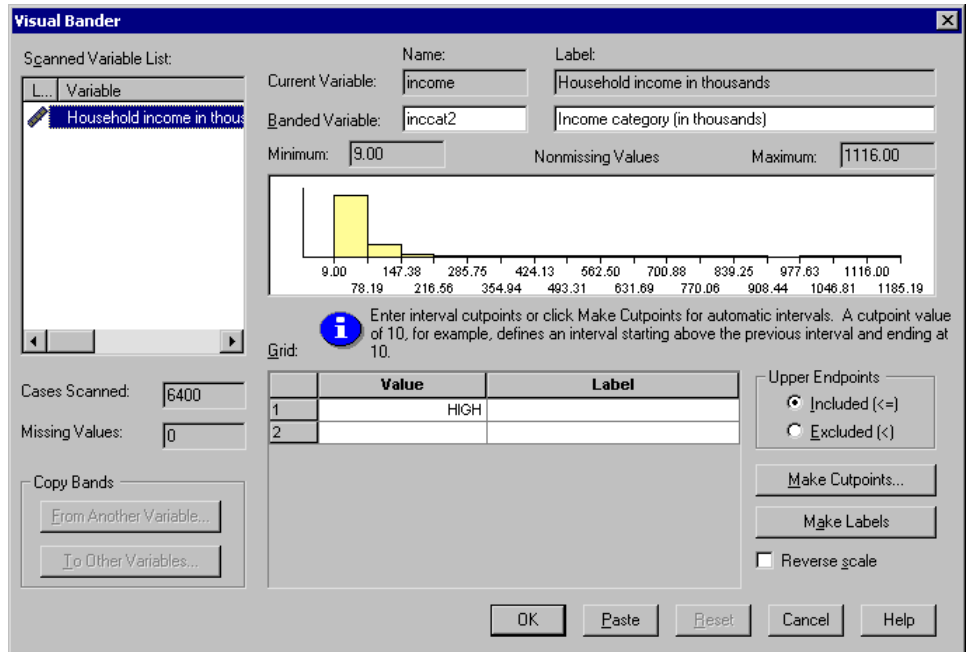 Visual Bander
Scanned Variable List:
L... Variable
Household income in thous
Name: Label:
Current Variable: income Household income in thousands
Banded Variable: inccat2 Income category (in thousands)
Minimum: 9.00 Nonmissing Values Maximum: 1116.00
9.00 147.38 285.75 424.13 562.50 700.88 839.25 977.63 1116.00
78.19 216.56 354.94 493.31 631.69 770.06 908.44 1046.81 1185.19
Enter interval cutpoints or click Make Cutpoints for automatic intervals. A cutpoint value
of 10, for example, defines an interval starting above the previous interval and ending at
10.
Grid:
Value Label
1 HIGH
2
Cases Scanned: 6400
Missing Values: 0
Copy Bands
From Another Variable...
To Other Variables...
Upper Endpoints
Included (<=)
Excluded (<)
Make Cutpoints...
Make Labels
Reverse scale
OK Paste Reset Cancel Help